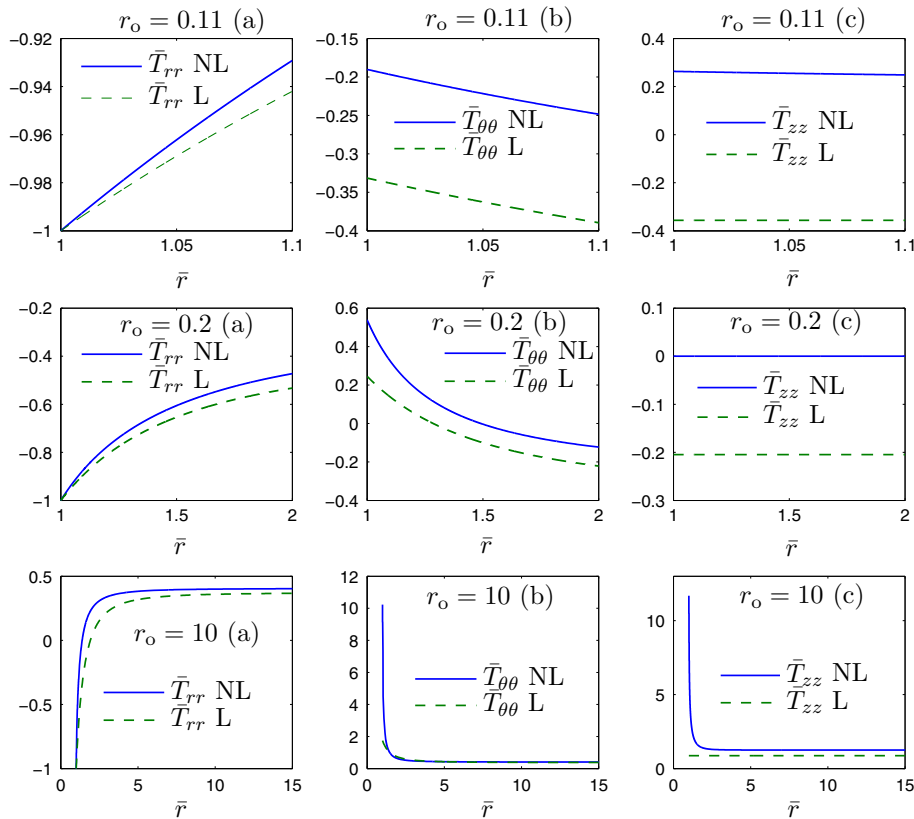 r_o = 0.11 (a)
−0.92
−0.94
−0.96
−0.98
−1
T̄_rr NL
T̄_rr L
1
1.05
1.1
r̄
r_o = 0.11 (b)
−0.15
−0.2
−0.25
−0.3
−0.35
−0.4
T̄_θθ NL
T̄_θθ L
1
1.05
1.1
r̄
r_o = 0.11 (c)
0.4
0.2
0
0.2
0.4
T̄_zz NL
T̄_zz L
1
1.05
1.1
r̄
r_o = 0.2 (a)
−0.2
−0.4
−0.6
−0.8
−1
T̄_rr NL
T̄_rr L
1
1.5
2
r̄
r_o = 0.2 (b)
0.6
0.4
0.2
0
−0.2
−0.4
T̄_θθ NL
T̄_θθ L
1
1.5
2
r̄
r_o = 0.2 (c)
0.1
0
−0.1
−0.2
−0.3
T̄_zz NL
T̄_zz L
1
1.5
2
r̄
r_o = 10 (a)
0.5
0
−0.5
−1
T̄_rr NL
T̄_rr L
0
5
10
15
r̄
r_o = 10 (b)
12
10
8
6
4
2
0
T̄_θθ NL
T̄_θθ L
0
5
10
15
r̄
r_o = 10 (c)
10
5
0
T̄_zz NL
T̄_zz L
0
5
10
15
r̄